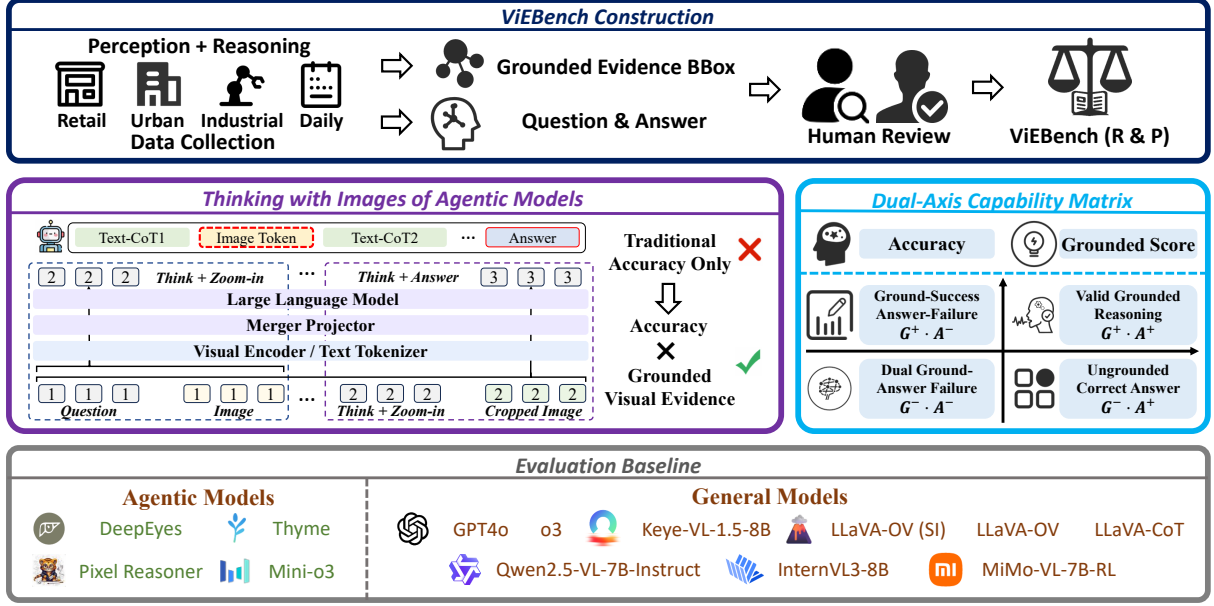 ViEBench Construction
Perception + Reasoning
Retail
Urban
Industrial
Daily
Data Collection
Grounded Evidence BBox
Question & Answer
Human Review
ViEBench (R & P)
Thinking with Images of Agentic Models
Text-CoT1
Image Token
Text-CoT2
...
Answer
2 2 2 Think + Zoom-in ... Think + Answer 3 3 3
Large Language Model
Merger Projector
Visual Encoder / Text Tokenizer
1 1 1 1 1 1 ... 2 2 2 2 2 2
Question
Image
Think + Zoom-in
Cropped Image
Traditional
Accuracy Only
Accuracy
×
Grounded
Visual Evidence
Dual-Axis Capability Matrix
Accuracy
Grounded Score
Ground-Success
Answer-Failure
G⁺ · A⁻
Valid Grounded
Reasoning
G⁺ · A⁺
Dual Ground-
Answer Failure
G⁻ · A⁻
Ungrounded
Correct Answer
G⁻ · A⁺
Evaluation Baseline
Agentic Models
DeepEyes
Thyme
Pixel Reasoner
Mini-o3
General Models
GPT4o
o3
Keye-VL-1.5-8B
LLaVA-OV (SI)
LLaVA-OV
LLaVA-CoT
Qwen2.5-VL-7B-Instruct
InternVL3-8B
MiMo-VL-7B-RL